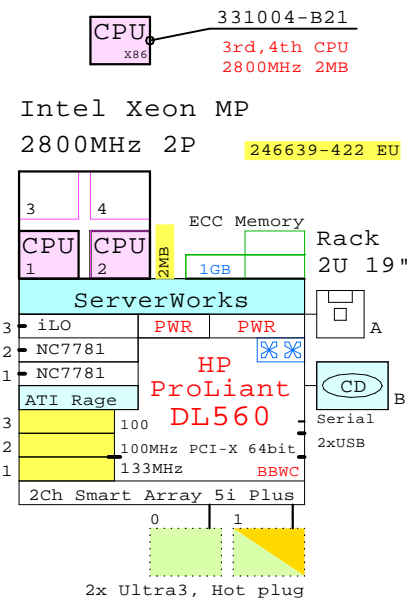 CPU
X86
331004-B21
3rd,4th CPU
2800MHz 2MB
Intel Xeon MP
2800MHz 2P
246639-422 EU
3 4
CPU
1
CPU
2
2MB
ECC Memory
1GB
Rack
2U 19"
ServerWorks
3 iLO
PWR PWR
2 NC7781
1 NC7781
ATI Rage
HP
ProLiant
DL560
A
CD
B
Serial
2xUSB
3 100
2 100MHz PCI-X 64bit
1 133MHz
BBWC
2Ch Smart Array 5i Plus
0 1
2x Ultra3, Hot plug